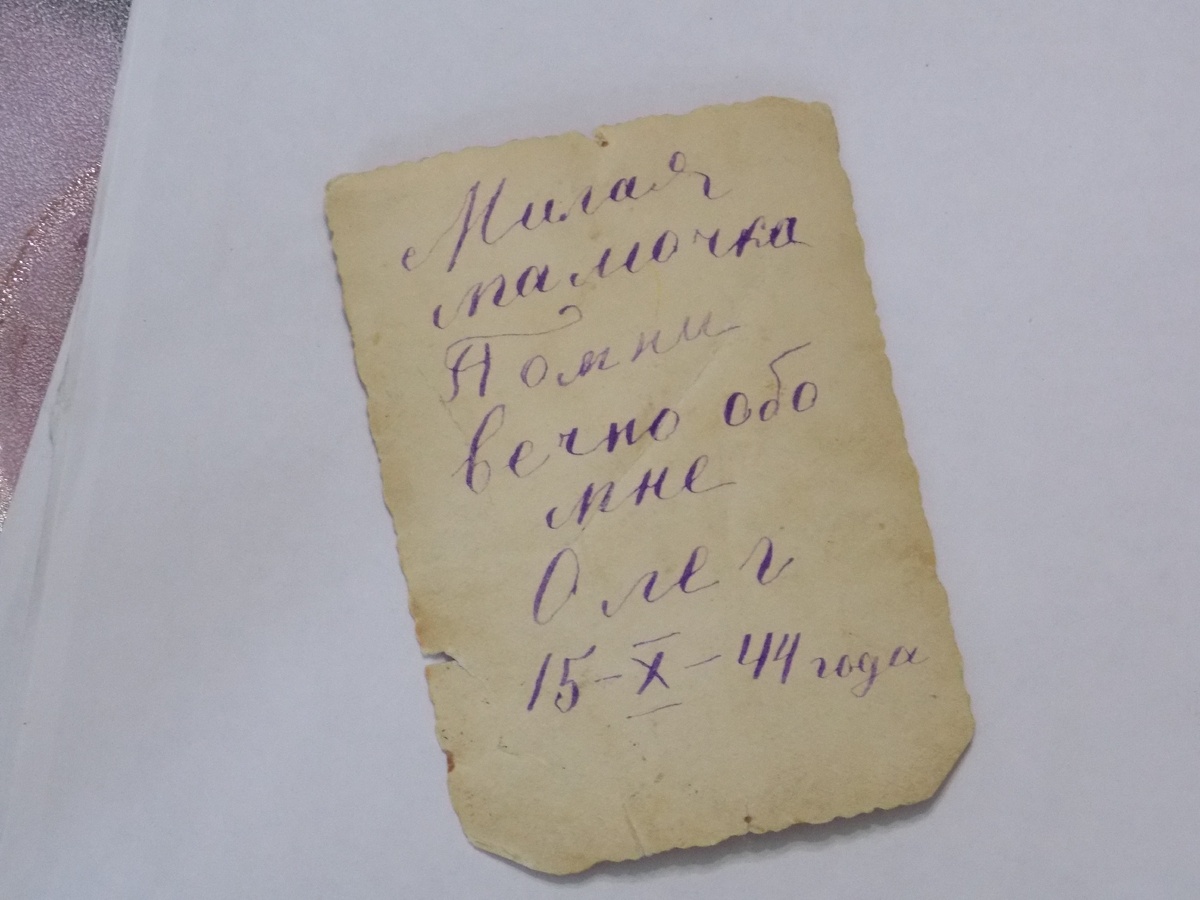 Милая
мамочка
Помни
вечно обо
мне
Олег
15-X-44 года